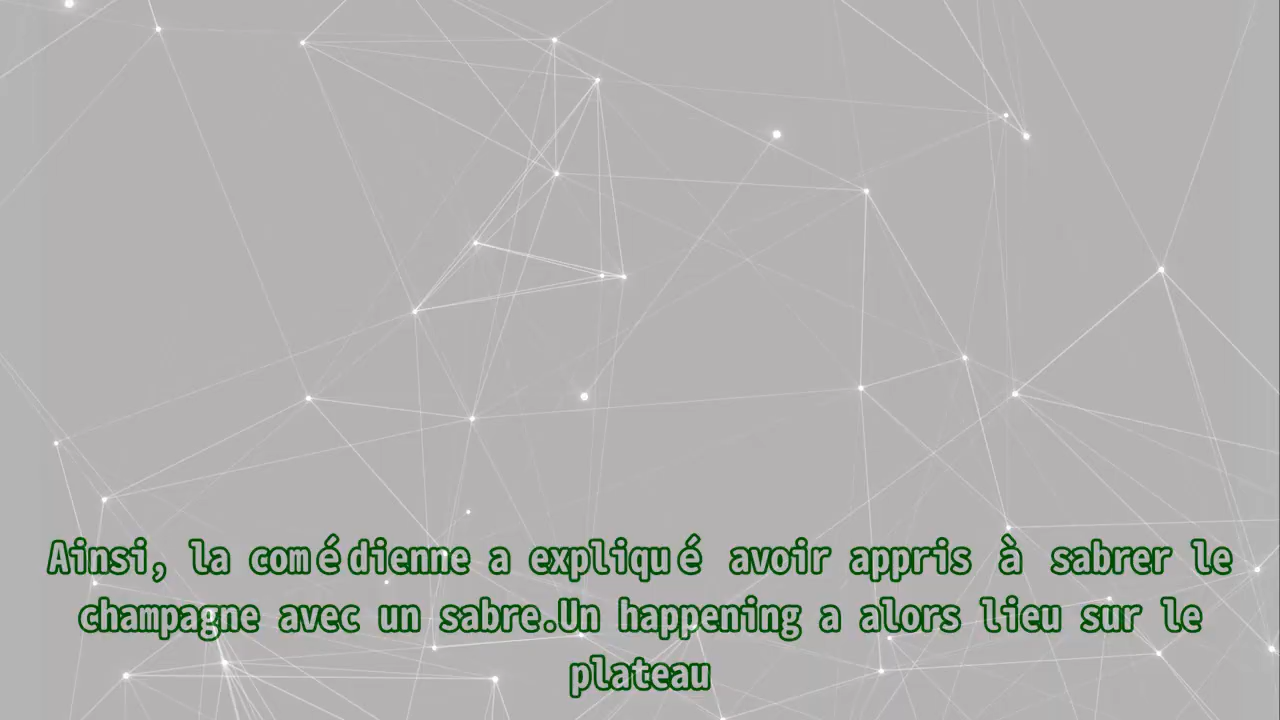 Ainsi, la comédienne a expliqué avoir appris à sabrer le
champagne avec un sabre.Un happening a alors lieu sur le
plateau